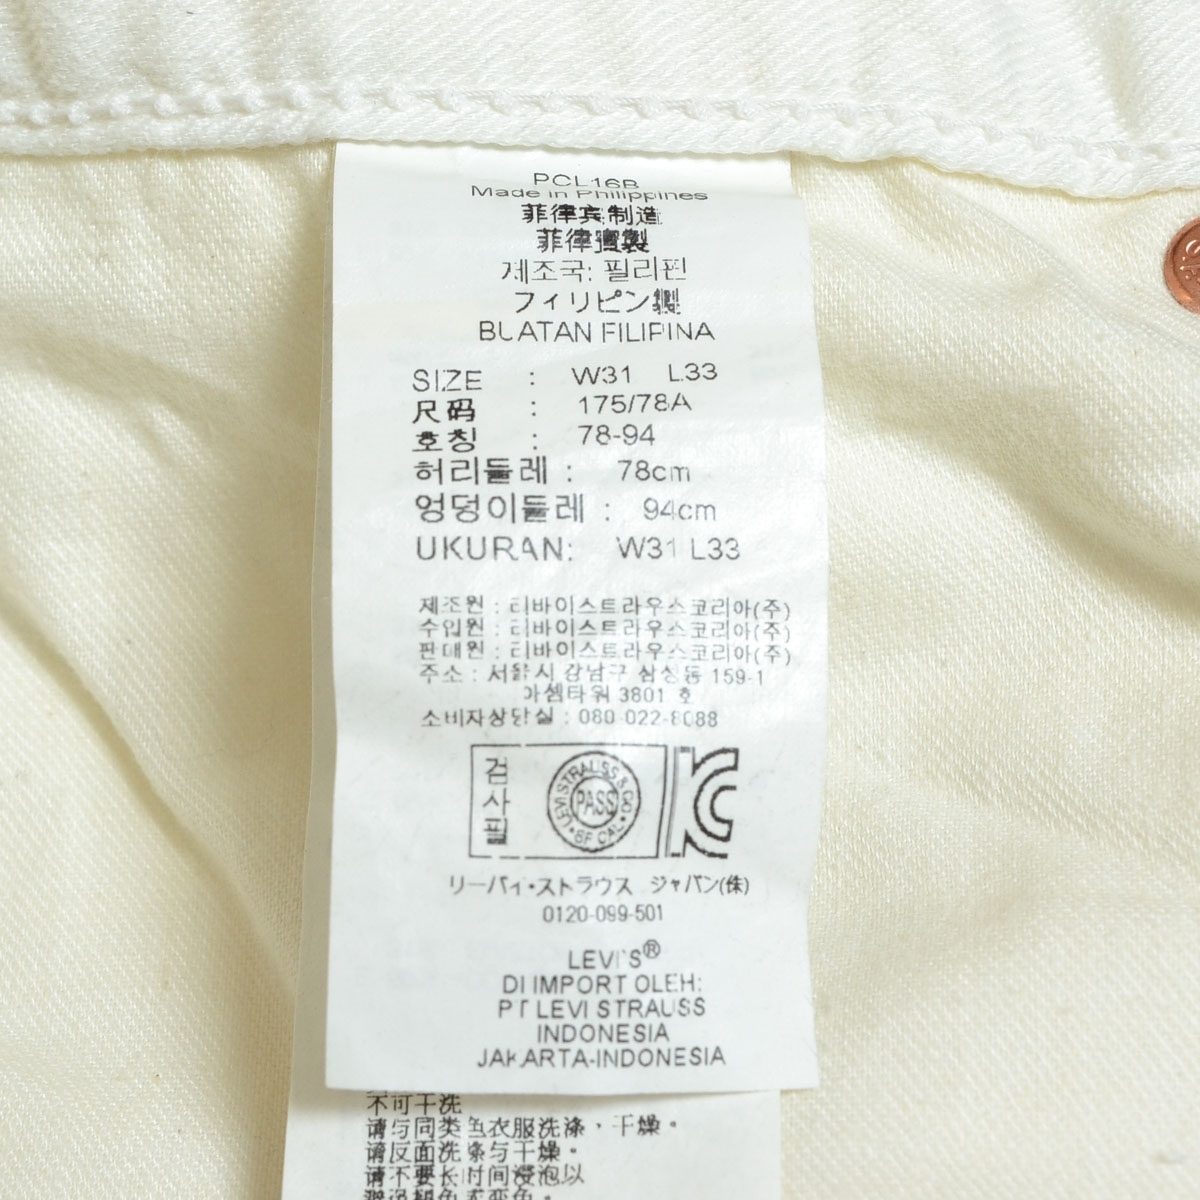 PCL16B
Made in Philippines
菲律宾制造
菲律賓製
제조국: 필리핀
フィリピン製
BUATAN FILIPINA
SIZE : W31 L33
尺码 : 175/78A
호칭 : 78-94
허리둘레 : 78cm
엉덩이둘레 : 94cm
UKURAN: W31 L33
제조원 : 리바이스트라우스코리아(주)
수입원 : 리바이스트라우스코리아(주)
판매원 : 리바이스트라우스코리아(주)
주소 : 서울시 강남구 삼성동 159-1
아셈타워 3801 호
소비자상담실 : 080-022-8088
검사필
LEVI STRAUSS & CO
PASS
SF CAL
リーバイ・ストラウス ジャパン(株)
0120-099-501
LEVI'S®
DI IMPORT OLEH:
PT LEVI STRAUSS
INDONESIA
JAKARTA-INDONESIA
不可干洗
请与同类色衣服洗涤、干燥。
请反面洗涤与干燥。
请不要长时间浸泡以